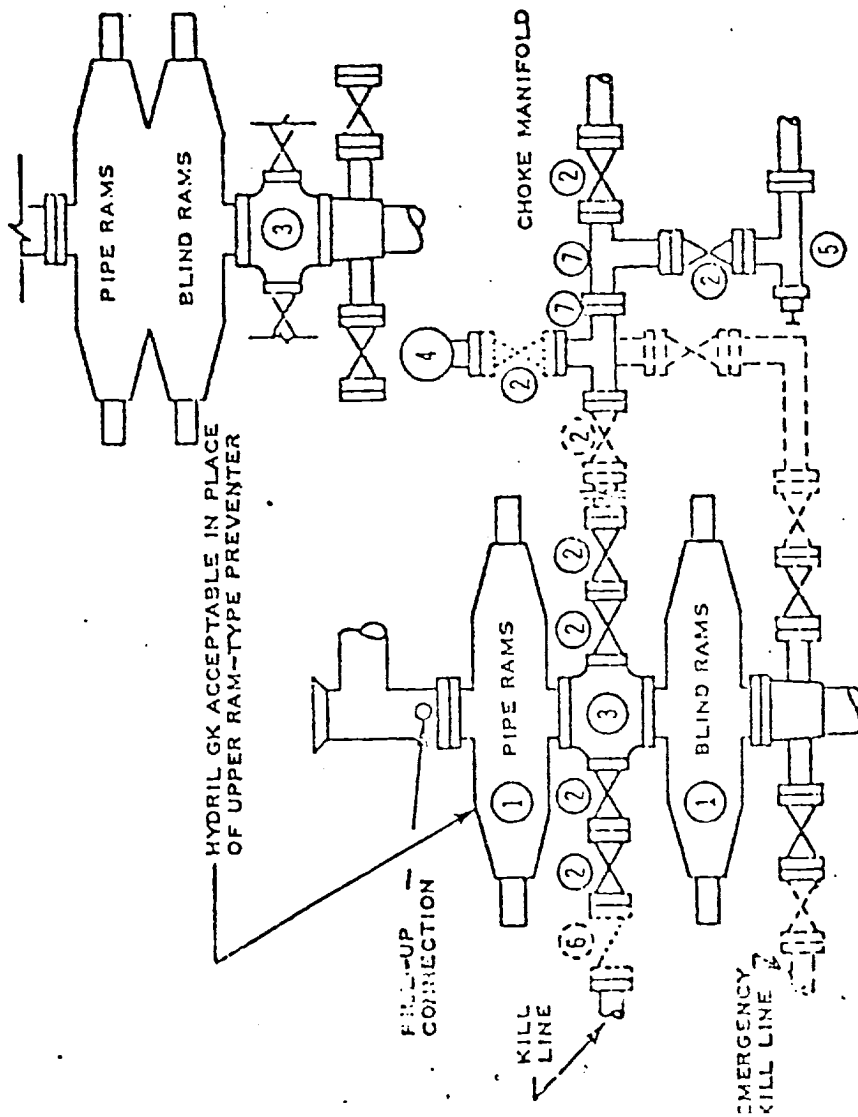 PIPE RAMS
BLIND RAMS
3
CHOKE MANIFOLD
HYDRIL GK ACCEPTABLE IN PLACE
OF UPPER RAM-TYPE PREVENTER
4
2
7
7
2
2
5
2
FILL-UP
CONNECTION
1
PIPE RAMS
2
2
3
2
2
6
KILL
LINE
1
BLIND RAMS
EMERGENCY
KILL LINE